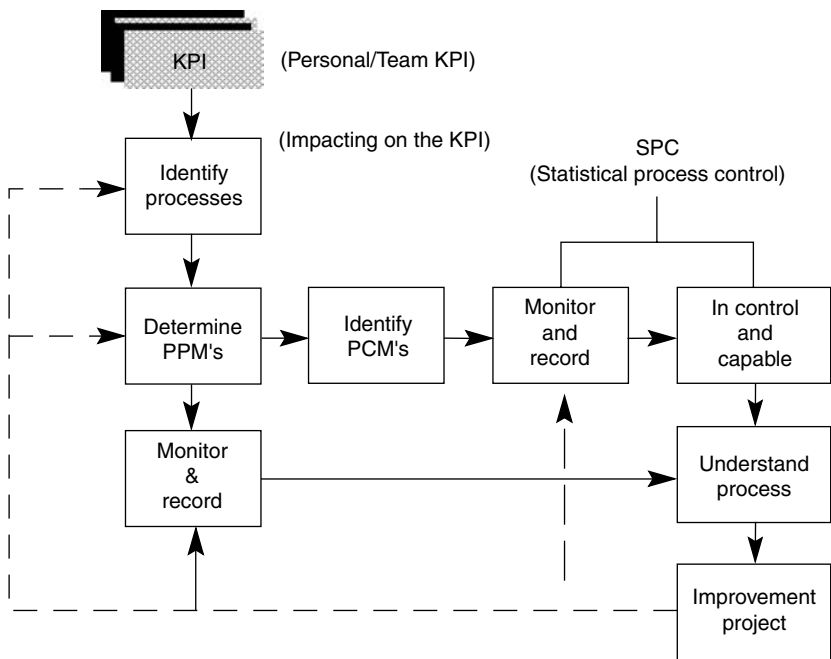 KPI
(Personal/Team KPI)
(Impacting on the KPI)
SPC
(Statistical process control)
Identify
processes
Determine
PPM's
Identify
PCM's
Monitor
and
record
In control
and
capable
Monitor
&
record
Understand
process
Improvement
project